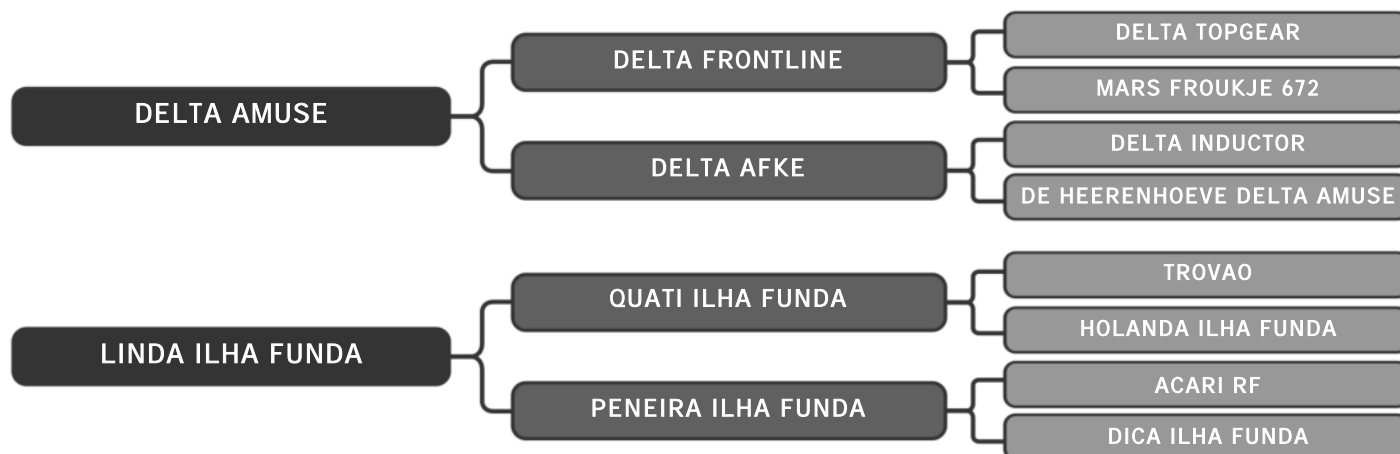 DELTA AMUSE
DELTA FRONTLINE
DELTA TOPGEAR
MARS FROUKJE 672
DELTA AFKE
DELTA INDUCTOR
DE HEERENHOEVE DELTA AMUSE
LINDA ILHA FUNDA
QUATI ILHA FUNDA
TROVAO
HOLANDA ILHA FUNDA
PENEIRA ILHA FUNDA
ACARI RF
DICA ILHA FUNDA